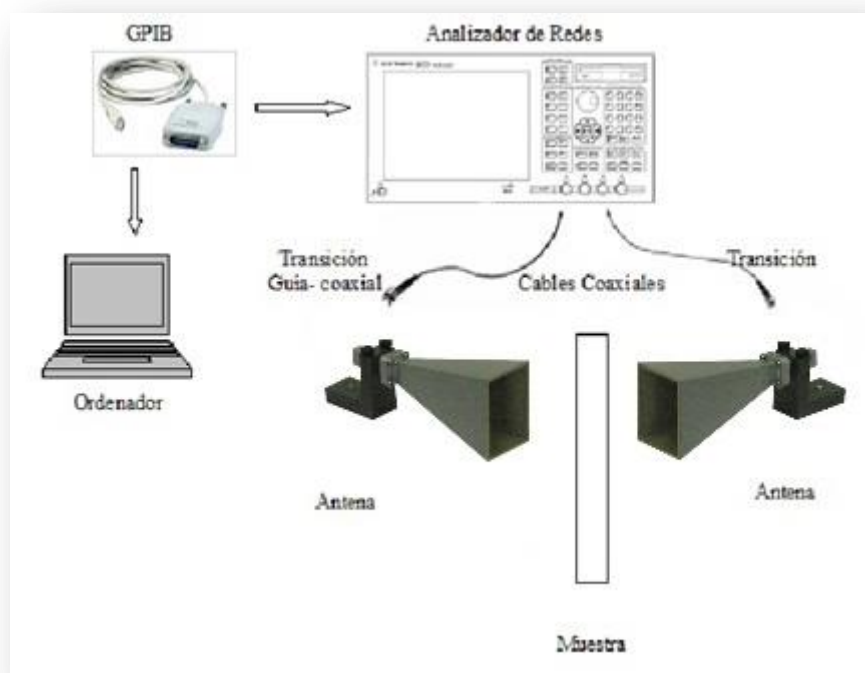 GPIB
Analizador de Redes
Transición
Guia- coaxial
Cables Coaxiales
Transición
Ordenador
Antena
Antena
Muestra